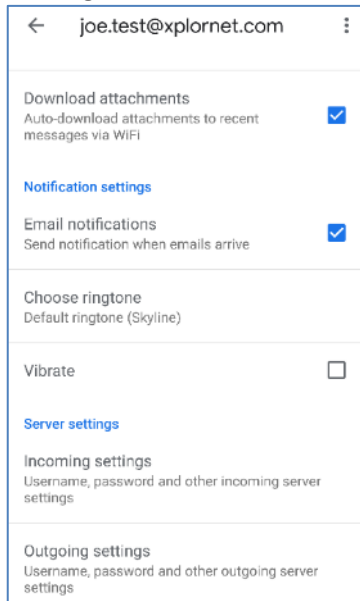 joe.test@xplornet.com
Download attachments
Auto-download attachments to recent
messages via WiFi
Notification settings
Email notifications
Send notification when emails arrive
Choose ringtone
Default ringtone (Skyline)
Vibrate
Server settings
Incoming settings
Username, password and other incoming server
settings
Outgoing settings
Username, password and other outgoing server
settings